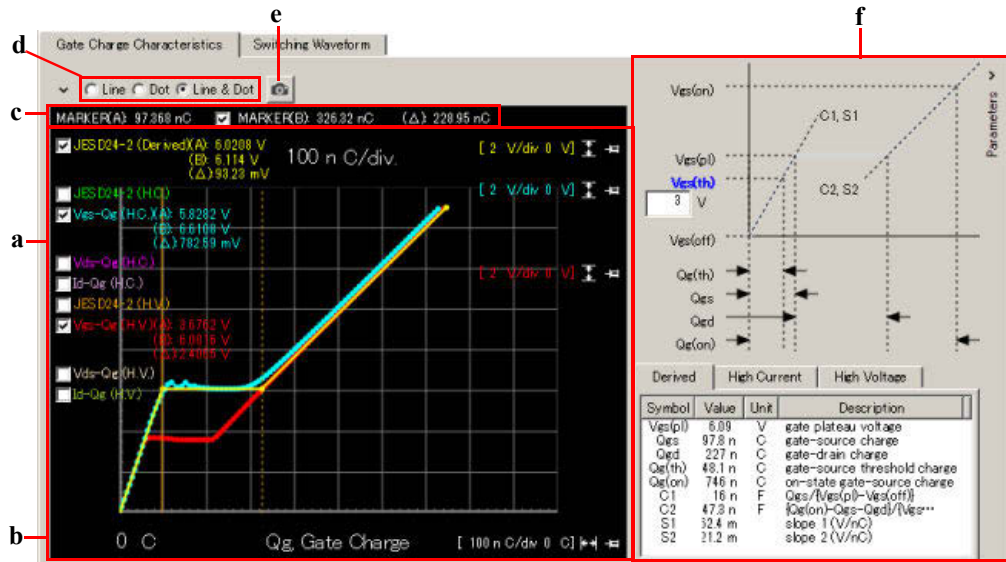 e
f
Gate Charge Characteristics Switching Waveform
d
Line Dot Line & Dot
c
MARKER(A): 97.368 nC MARKER(B): 326.32 nC (△): 228.95 nC
JESD24-2 (Derived)(A): 6.0208 V
(B): 6.114 V
(△):93.23 mV
100 n C/div.
[ 2 V/div 0 V]
JESD24-2 (H.C.)
[ 2 V/div 0 V]
Vgs-Qg (H.C.)(A): 5.8282 V
(B): 6.6108 V
(△):782.59 mV
a
Vds-Qg (H.C.)
[ 2 V/div 0 V]
Id-Qg (H.C.)
JESD24-2 (H.V.)
Vgs-Qg (H.V.)(A): 3.6762 V
Vds-Qg (H.V.)
Id-Qg (H.V.)
b
0 C Qg, Gate Charge [ 100 n C/div 0 C]
Parameters
Vgs(on)
C1, S1
Vgs(pl)
Vgs(th)
3 V
C2, S2
Vgs(off)
Qg(th)
Qgs
Qgd
Qg(on)
Derived High Current High Voltage
Symbol Value Unit Description
Vgs(pl) 6.09 V gate plateau voltage
Qgs 97.8 n C gate-source charge
Qgd 227 n C gate-drain charge
Qg(th) 48.1 n C gate-source threshold charge
Qg(on) 746 n C on-state gate-source charge
C1 16 n F Qgs/{Vgs(pl)-Vgs(off)}
C2 47.3 n F {Qg(on)-Qgs-Qgd}/{Vgs…
S1 62.4 m slope 1 (V/nC)
S2 21.2 m slope 2 (V/nC)